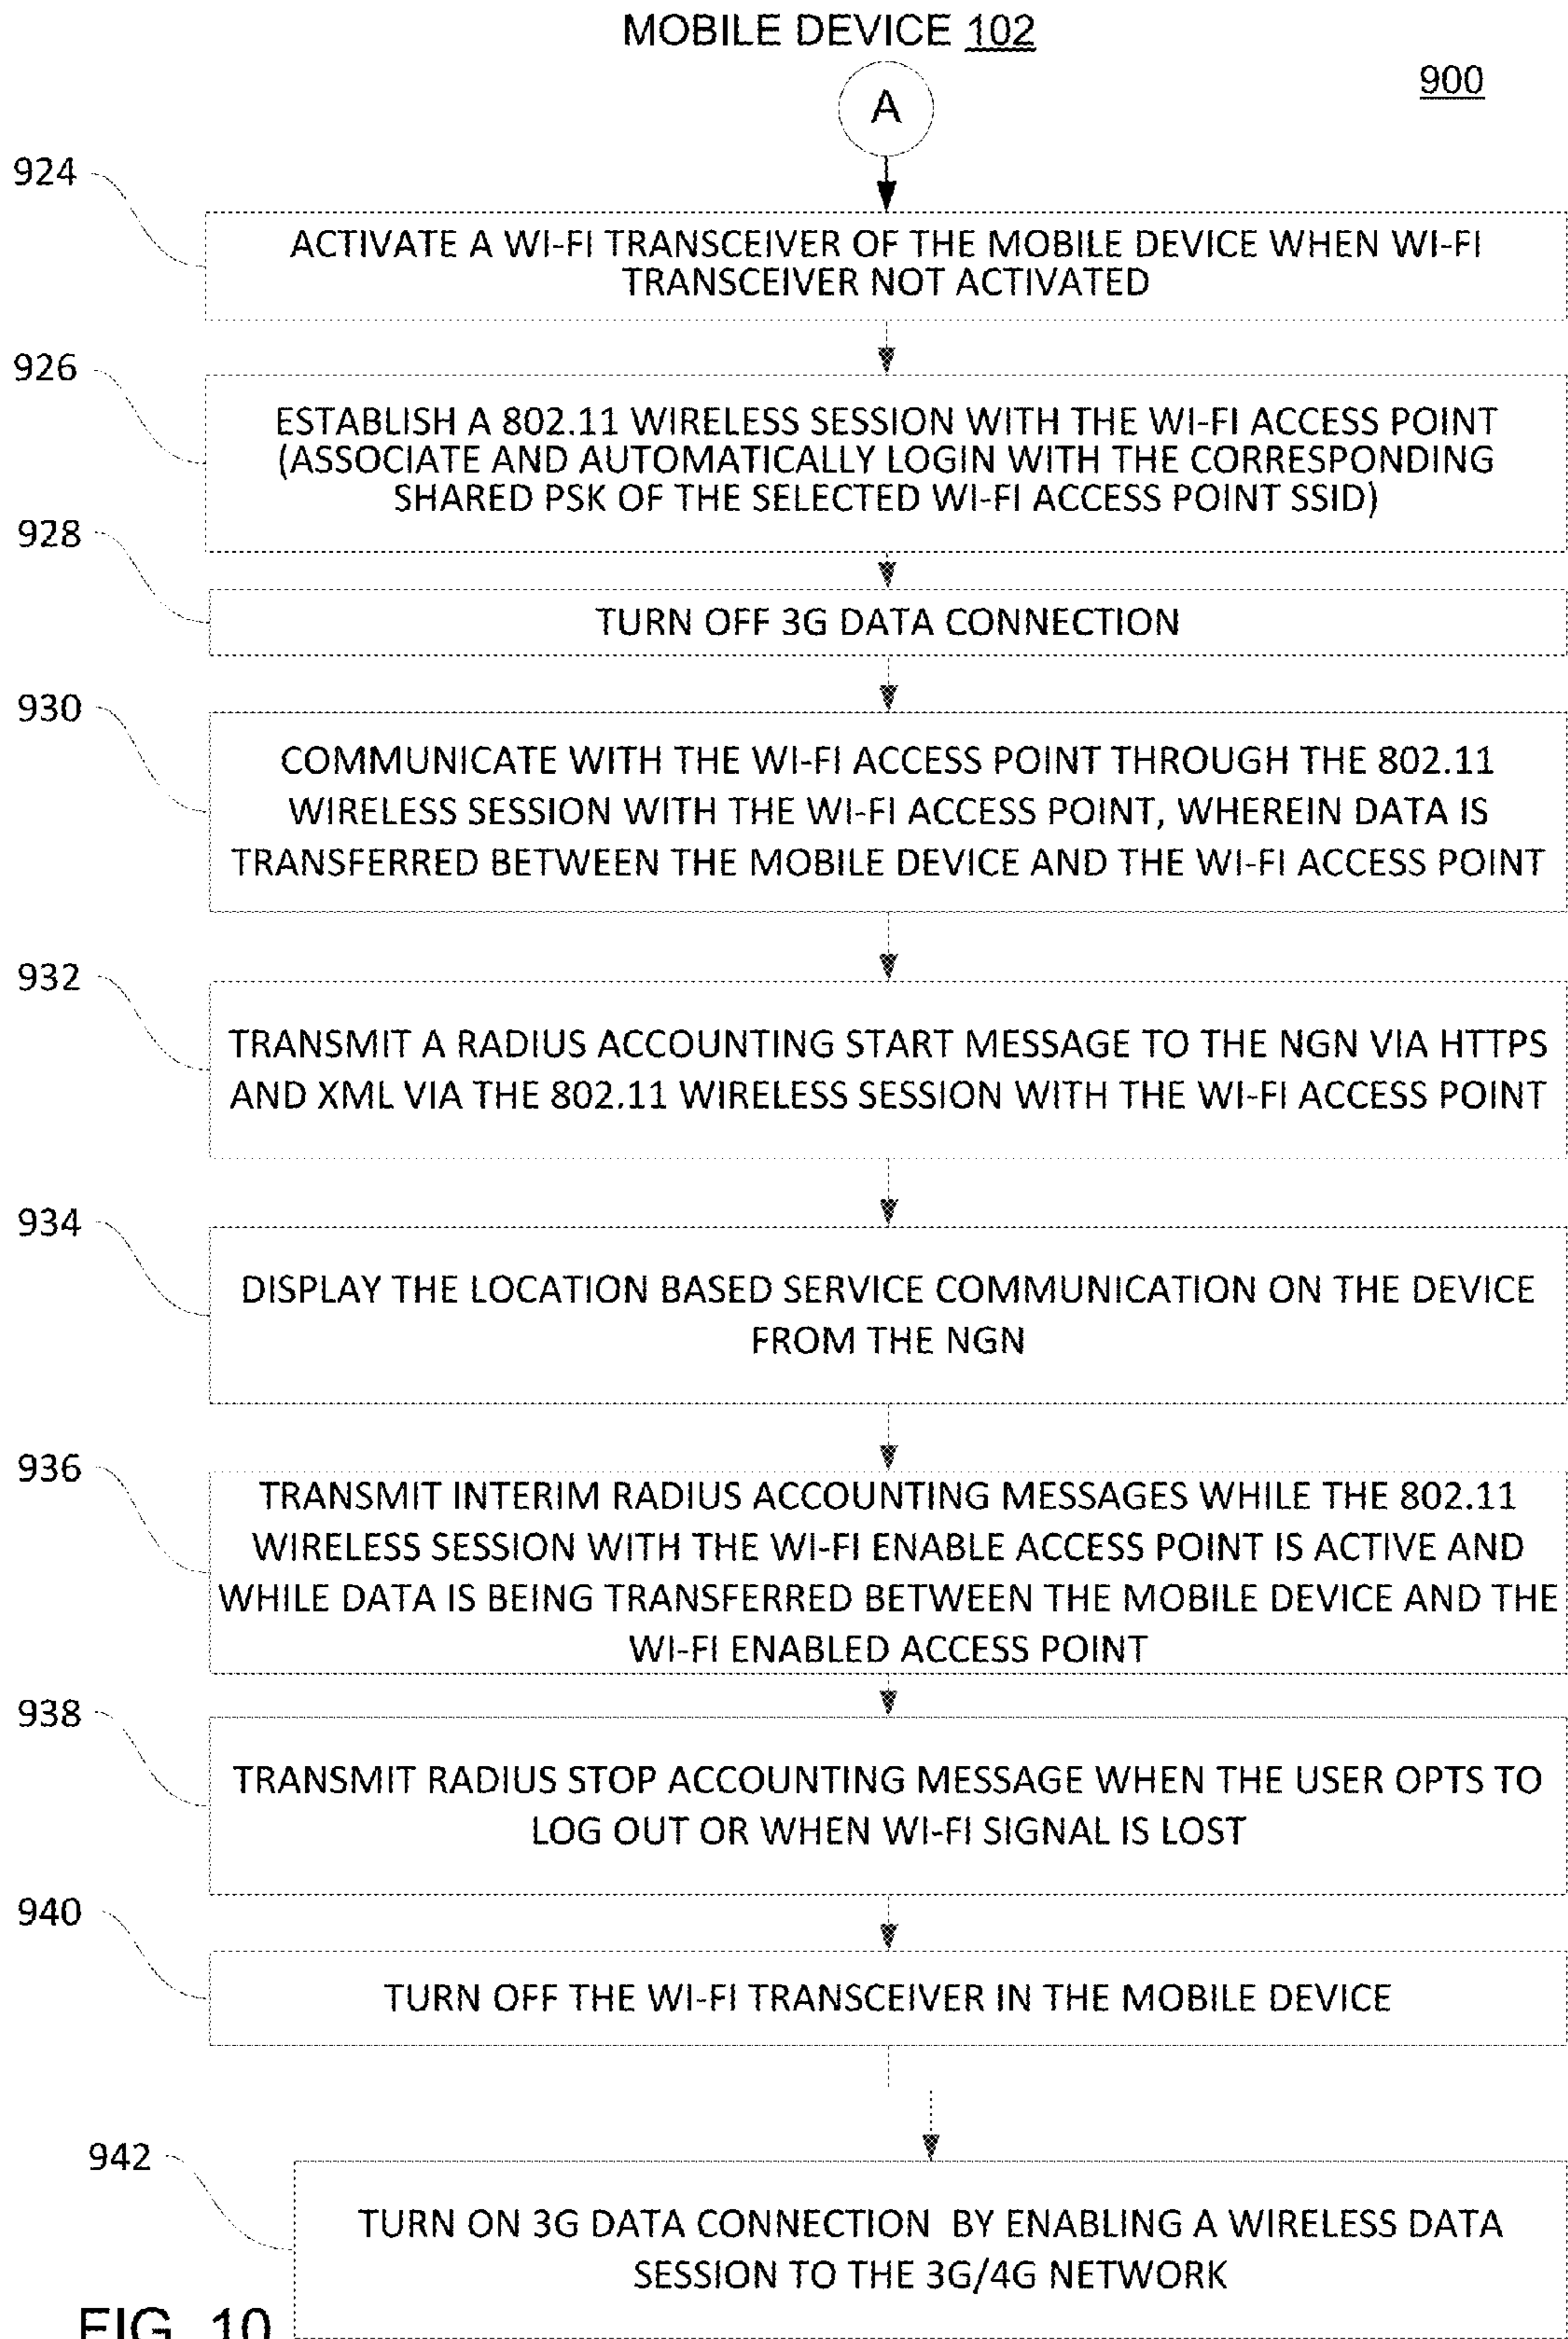 MOBILE DEVICE 102
900
A
924
ACTIVATE A WI-FI TRANSCEIVER OF THE MOBILE DEVICE WHEN WI-FI
TRANSCEIVER NOT ACTIVATED
926
ESTABLISH A 802.11 WIRELESS SESSION WITH THE WI-FI ACCESS POINT
(ASSOCIATE AND AUTOMATICALLY LOGIN WITH THE CORRESPONDING
SHARED PSK OF THE SELECTED WI-FI ACCESS POINT SSID)
928
TURN OFF 3G DATA CONNECTION
930
COMMUNICATE WITH THE WI-FI ACCESS POINT THROUGH THE 802.11
WIRELESS SESSION WITH THE WI-FI ACCESS POINT, WHEREIN DATA IS
TRANSFERRED BETWEEN THE MOBILE DEVICE AND THE WI-FI ACCESS POINT
932
TRANSMIT A RADIUS ACCOUNTING START MESSAGE TO THE NGN VIA HTTPS
AND XML VIA THE 802.11 WIRELESS SESSION WITH THE WI-FI ACCESS POINT
934
DISPLAY THE LOCATION BASED SERVICE COMMUNICATION ON THE DEVICE
FROM THE NGN
936
TRANSMIT INTERIM RADIUS ACCOUNTING MESSAGES WHILE THE 802.11
WIRELESS SESSION WITH THE WI-FI ENABLE ACCESS POINT IS ACTIVE AND
WHILE DATA IS BEING TRANSFERRED BETWEEN THE MOBILE DEVICE AND THE
WI-FI ENABLED ACCESS POINT
938
TRANSMIT RADIUS STOP ACCOUNTING MESSAGE WHEN THE USER OPTS TO
LOG OUT OR WHEN WI-FI SIGNAL IS LOST
940
TURN OFF THE WI-FI TRANSCEIVER IN THE MOBILE DEVICE
942
TURN ON 3G DATA CONNECTION BY ENABLING A WIRELESS DATA
SESSION TO THE 3G/4G NETWORK
FIG. 10